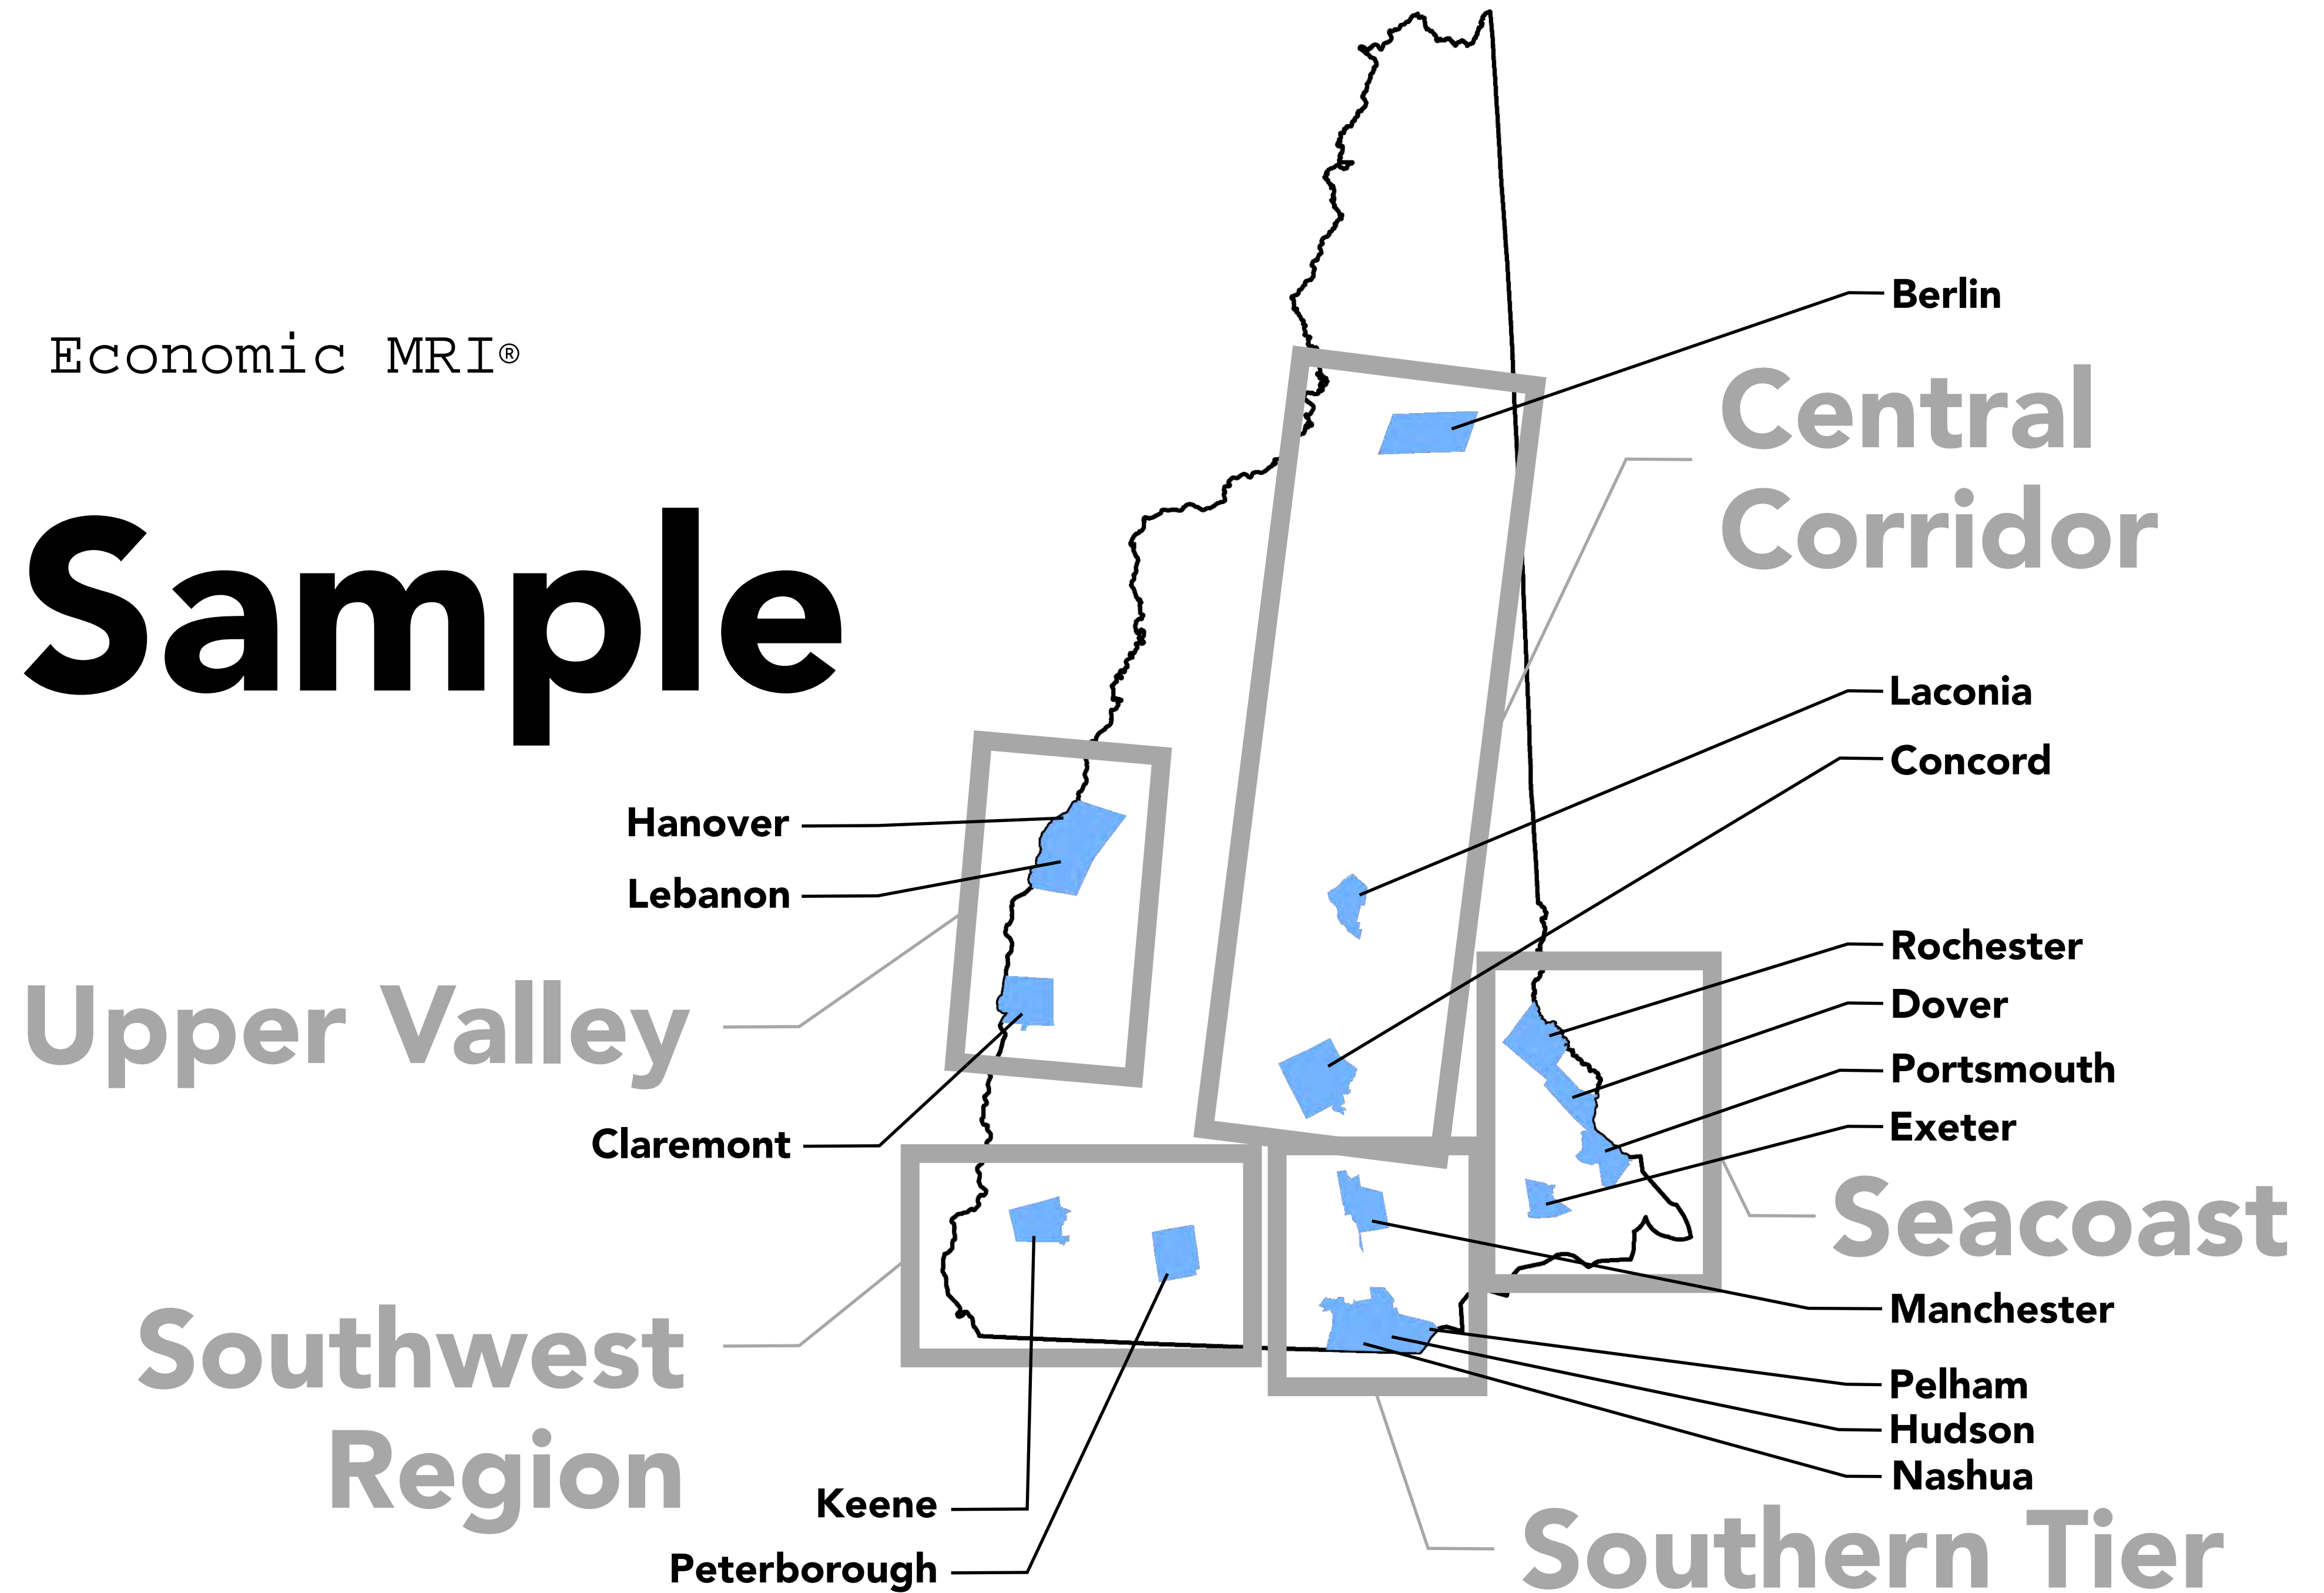 Economic MRI®
Sample
Berlin
Central
Corridor
Laconia
Concord
Hanover
Lebanon
Upper Valley
Claremont
Rochester
Dover
Portsmouth
Exeter
Seacoast
Southwest
Region
Manchester
Pelham
Hudson
Nashua
Keene
Peterborough
Southern Tier